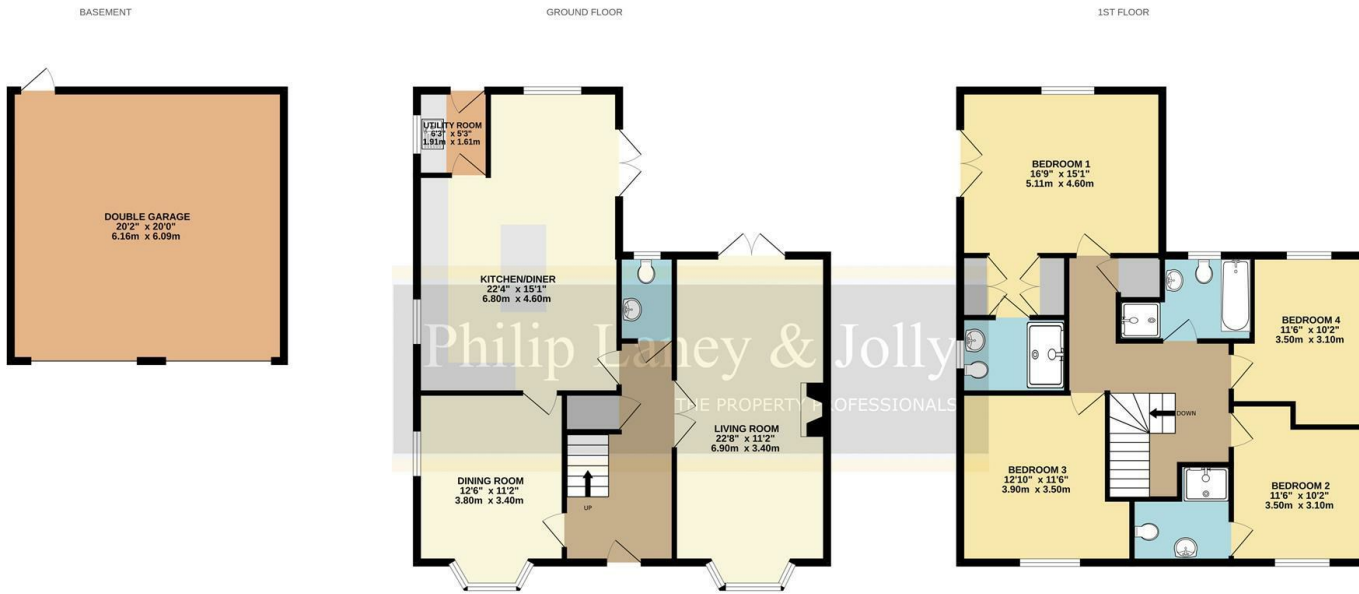 BASEMENT
GROUND FLOOR
1ST FLOOR
DOUBLE GARAGE
20'2" x 20'0"
6.16m x 6.09m
UTILITY ROOM
6'3" x 5'3"
1.91m x 1.61m
KITCHEN/DINER
22'4" x 15'1"
6.80m x 4.60m
DINING ROOM
12'6" x 11'2"
3.80m x 3.40m
UP
LIVING ROOM
22'8" x 11'2"
6.90m x 3.40m
BEDROOM 1
16'9" x 15'1"
5.11m x 4.60m
BEDROOM 4
11'6" x 10'2"
3.50m x 3.10m
DOWN
BEDROOM 3
12'10" x 11'6"
3.90m x 3.50m
BEDROOM 2
11'6" x 10'2"
3.50m x 3.10m
Philip Laney & Jolly
THE PROPERTY PROFESSIONALS